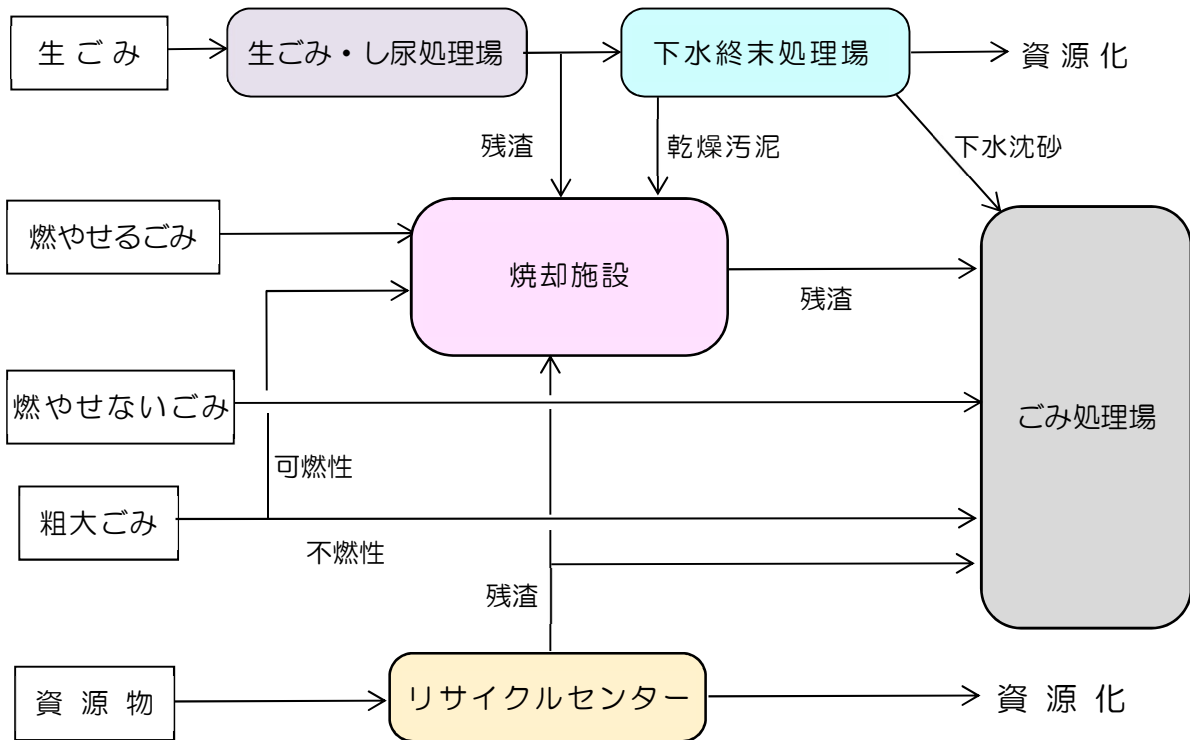 生ごみ
生ごみ・し尿処理場
下水終末処理場
資源化
残渣
乾燥汚泥
下水沈砂
燃やせるごみ
焼却施設
残渣
燃やせないごみ
ごみ処理場
可燃性
粗大ごみ
不燃性
残渣
資源物
リサイクルセンター
資源化